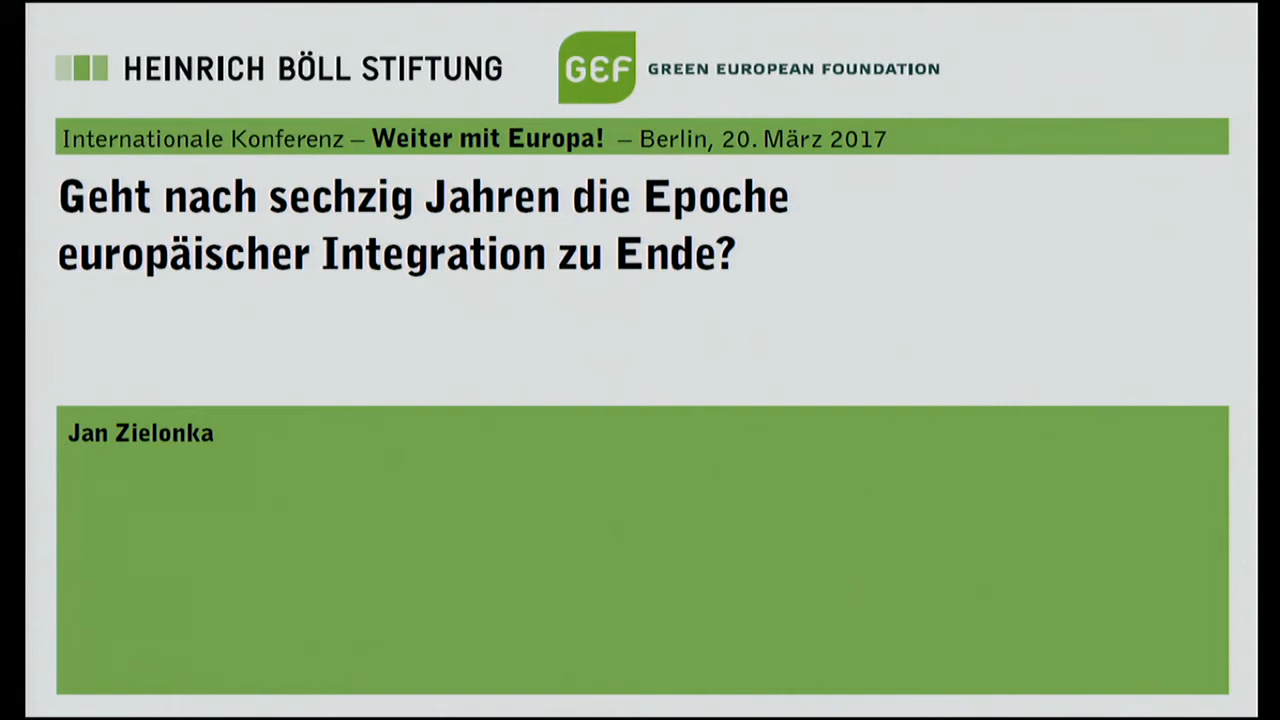 HEINRICH BÖLL STIFTUNG
GEF GREEN EUROPEAN FOUNDATION
Internationale Konferenz – Weiter mit Europa! – Berlin, 20. März 2017
Geht nach sechzig Jahren die Epoche
europäischer Integration zu Ende?
Jan Zielonka